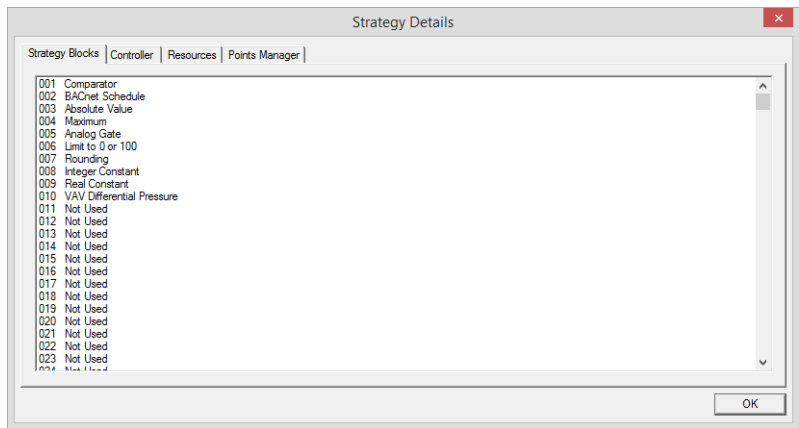 Strategy Details
Strategy Blocks Controller Resources Points Manager
001 Comparator
002 BACnet Schedule
003 Absolute Value
004 Maximum
005 Analog Gate
006 Limit to 0 or 100
007 Rounding
008 Integer Constant
009 Real Constant
010 VAV Differential Pressure
011 Not Used
012 Not Used
013 Not Used
014 Not Used
015 Not Used
016 Not Used
017 Not Used
018 Not Used
019 Not Used
020 Not Used
021 Not Used
022 Not Used
023 Not Used
024 Not Used
OK